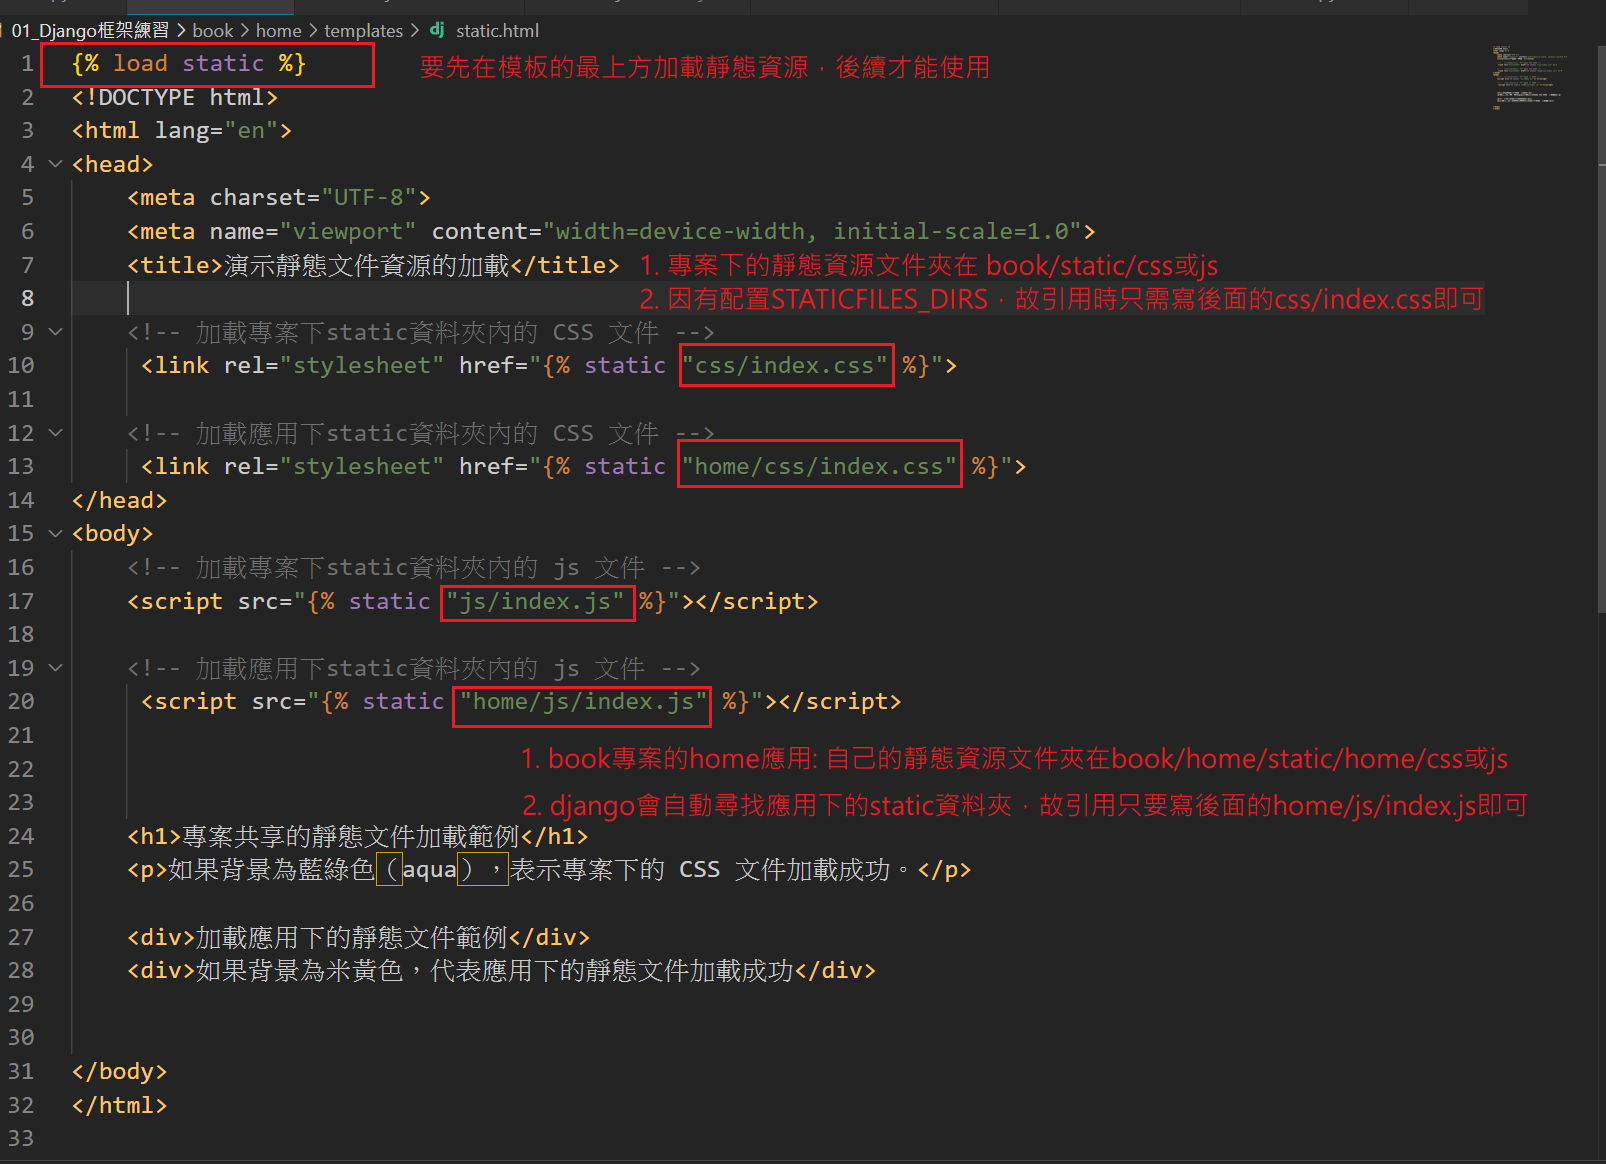 01_Django框架練習 > book > home > templates > dj static.html
1 {% load static %} 要先在模板的最上方加載靜態資源，後續才能使用
2 <!DOCTYPE html>
3 <html lang="en">
4 <head>
5 <meta charset="UTF-8">
6 <meta name="viewport" content="width=device-width, initial-scale=1.0">
7 <title>演示靜態文件資源的加載</title> 1. 專案下的靜態資源文件夾在 book/static/css或js
8 2. 因有配置STATICFILES_DIRS，故引用時只需寫後面的css/index.css即可
9 <!-- 加載專案下static資料夾內的 CSS 文件 -->
10 <link rel="stylesheet" href="{% static "css/index.css" %}">
11
12 <!-- 加載應用下static資料夾內的 CSS 文件 -->
13 <link rel="stylesheet" href="{% static "home/css/index.css" %}">
14 </head>
15 <body>
16 <!-- 加載專案下static資料夾內的 js 文件 -->
17 <script src="{% static "js/index.js" %}"></script>
18
19 <!-- 加載應用下static資料夾內的 js 文件 -->
20 <script src="{% static "home/js/index.js" %}"></script>
21
22 1. book專案的home應用: 自己的靜態資源文件夾在book/home/static/home/css或js
23 2. django會自動尋找應用下的static資料夾，故引用只要寫後面的home/js/index.js即可
24 <h1>專案共享的靜態文件加載範例</h1>
25 <p>如果背景為藍綠色（aqua），表示專案下的 CSS 文件加載成功。</p>
26
27 <div>加載應用下的靜態文件範例</div>
28 <div>如果背景為米黃色，代表應用下的靜態文件加載成功</div>
29
30
31 </body>
32 </html>
33